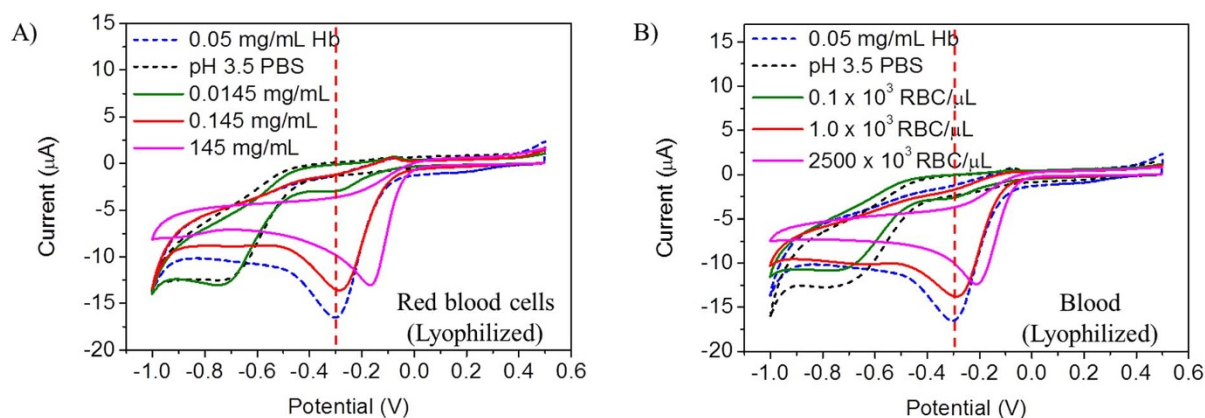 A)
15
10
5
0
-5
-10
-15
-20
Current (μA)
0.05 mg/mL Hb
pH 3.5 PBS
0.0145 mg/mL
0.145 mg/mL
145 mg/mL
Red blood cells
(Lyophilized)
-1.0 -0.8 -0.6 -0.4 -0.2 0.0 0.2 0.4 0.6
Potential (V)
B)
15
10
5
0
-5
-10
-15
-20
Current (μA)
0.05 mg/mL Hb
pH 3.5 PBS
0.1 x 10³ RBC/μL
1.0 x 10³ RBC/μL
2500 x 10³ RBC/μL
Blood
(Lyophilized)
-1.0 -0.8 -0.6 -0.4 -0.2 0.0 0.2 0.4 0.6
Potential (V)